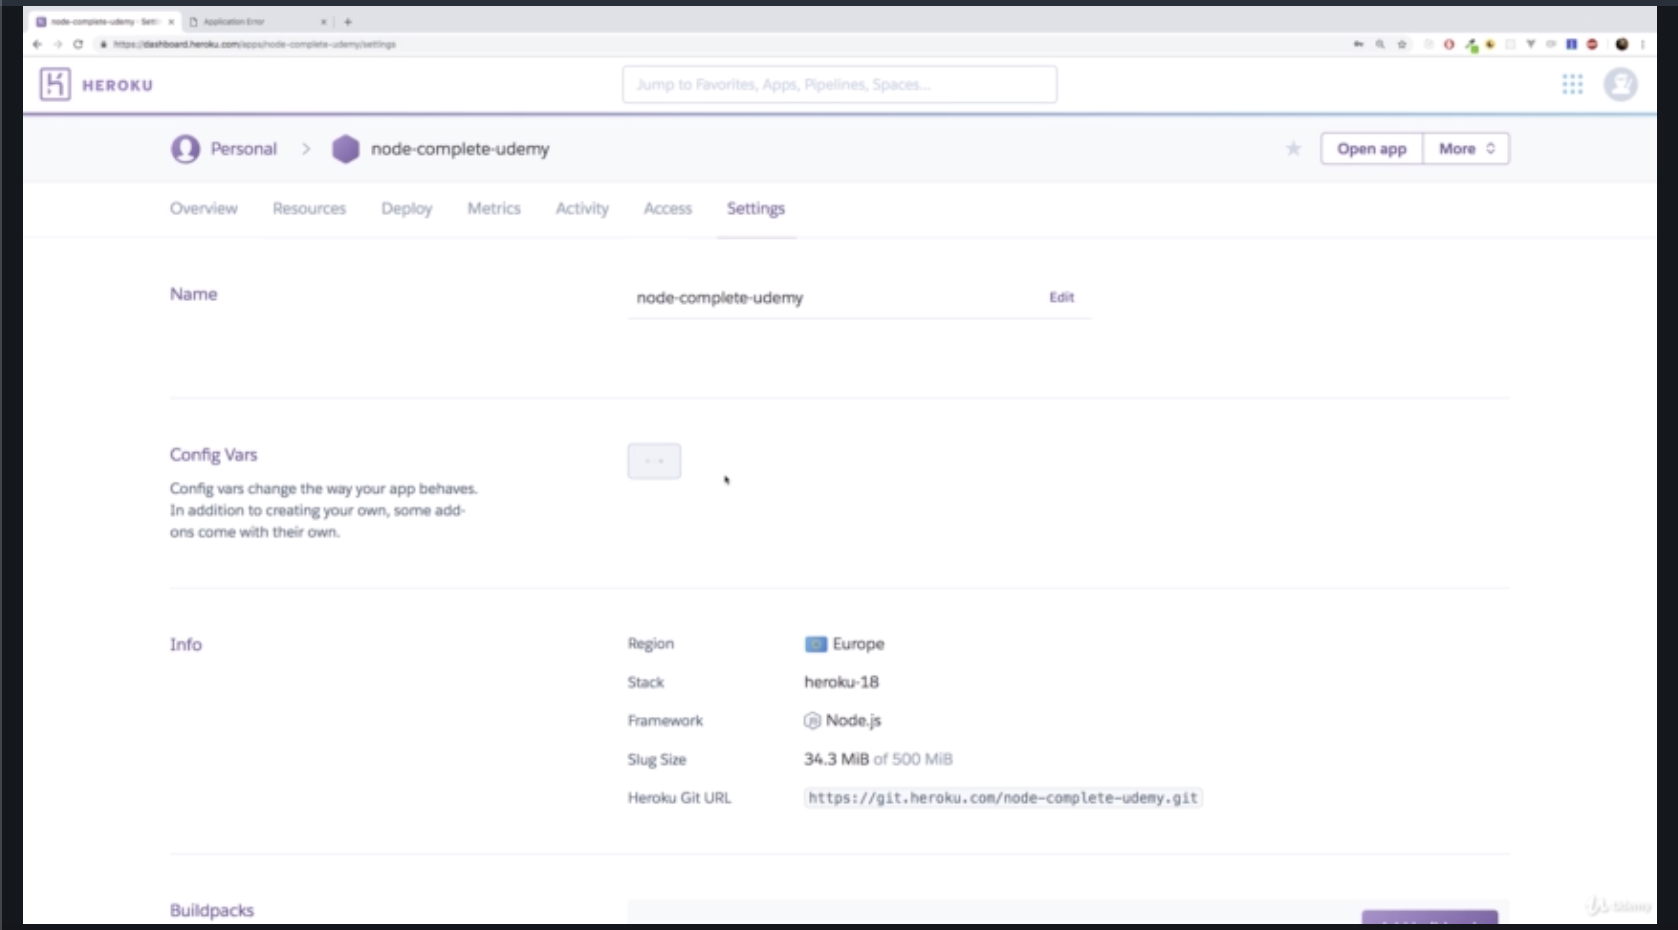 node-complete-udemy · Sett
Application Error
https://dashboard.heroku.com/apps/node-complete-udemy/settings
HEROKU
Jump to Favorites, Apps, Pipelines, Spaces...
Personal > node-complete-udemy
Open app
More
Overview
Resources
Deploy
Metrics
Activity
Access
Settings
Name
node-complete-udemy
Edit
Config Vars
Config vars change the way your app behaves.
In addition to creating your own, some add-
ons come with their own.
Info
Region
Europe
Stack
heroku-18
Framework
Node.js
Slug Size
34.3 MiB of 500 MiB
Heroku Git URL
https://git.heroku.com/node-complete-udemy.git
Buildpacks
Udemy